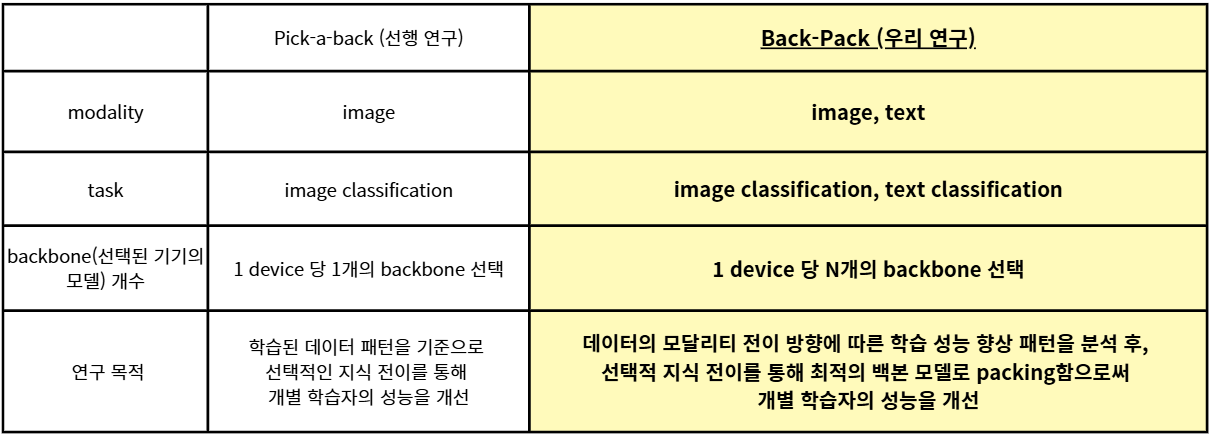 Pick-a-back (선행 연구)
Back-Pack (우리 연구)
modality
image
image, text
task
image classification
image classification, text classification
backbone(선택된 기기의
모델) 개수
1 device 당 1개의 backbone 선택
1 device 당 N개의 backbone 선택
연구 목적
학습된 데이터 패턴을 기준으로
선택적인 지식 전이를 통해
개별 학습자의 성능을 개선
데이터의 모달리티 전이 방향에 따른 학습 성능 향상 패턴을 분석 후,
선택적 지식 전이를 통해 최적의 백본 모델로 packing함으로써
개별 학습자의 성능을 개선